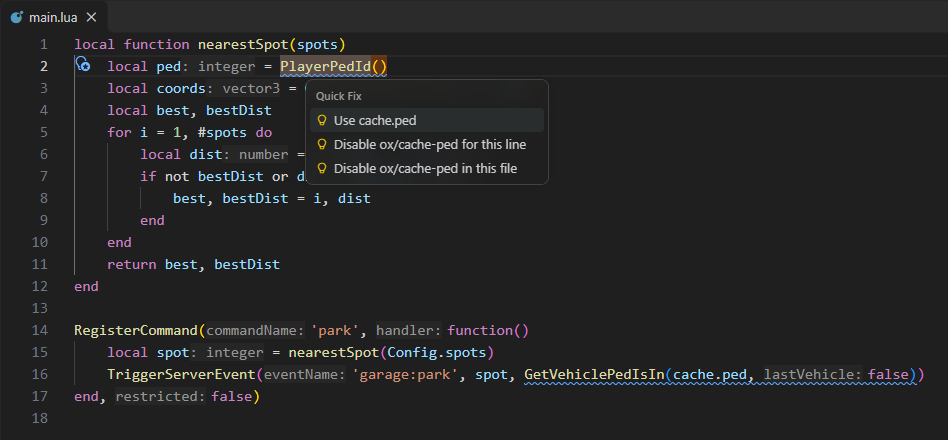 main.lua
1 local function nearestSpot(spots)
2 local ped: integer = PlayerPedId()
3 local coords: vector3 =
Quick Fix
4 local best, bestDist
Use cache.ped
5 for i = 1, #spots do
Disable ox/cache-ped for this line
6 local dist: number =
Disable ox/cache-ped in this file
7 if not bestDist or d
8 best, bestDist = i, dist
9 end
10 end
11 return best, bestDist
12 end
13
14 RegisterCommand(commandName: 'park', handler: function()
15 local spot: integer = nearestSpot(Config.spots)
16 TriggerServerEvent(eventName: 'garage:park', spot, GetVehiclePedIsIn(cache.ped, lastVehicle: false))
17 end, restricted: false)
18